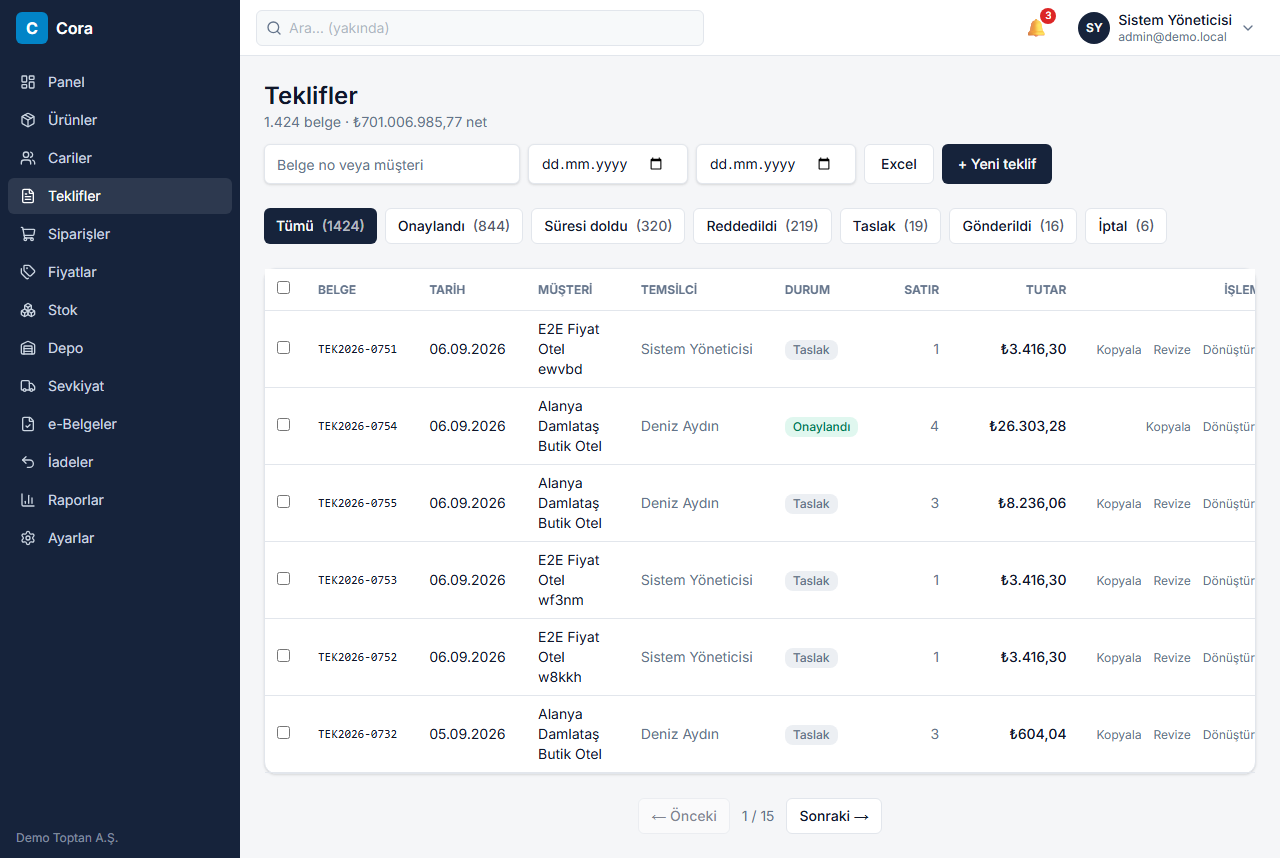 C Cora
Ara... (yakında)
3
SY
Sistem Yöneticisi
admin@demo.local
Panel
Ürünler
Cariler
Teklifler
Siparişler
Fiyatlar
Stok
Depo
Sevkiyat
e-Belgeler
İadeler
Raporlar
Ayarlar
Demo Toptan A.Ş.
Teklifler
1.424 belge · ₺701.006.985,77 net
Belge no veya müşteri dd.mm.yyyy dd.mm.yyyy Excel + Yeni teklif
Tümü (1424) Onaylandı (844) Süresi doldu (320) Reddedildi (219) Taslak (19) Gönderildi (16) İptal (6)
BELGE TARİH MÜŞTERİ TEMSİLCİ DURUM SATIR TUTAR İŞLEM
TEK2026-0751 06.09.2026 E2E Fiyat Otel ewvbd Sistem Yöneticisi Taslak 1 ₺3.416,30 Kopyala Revize Dönüştür
TEK2026-0754 06.09.2026 Alanya Damlataş Butik Otel Deniz Aydın Onaylandı 4 ₺26.303,28 Kopyala Dönüştür
TEK2026-0755 06.09.2026 Alanya Damlataş Butik Otel Deniz Aydın Taslak 3 ₺8.236,06 Kopyala Revize Dönüştür
TEK2026-0753 06.09.2026 E2E Fiyat Otel wf3nm Sistem Yöneticisi Taslak 1 ₺3.416,30 Kopyala Revize Dönüştür
TEK2026-0752 06.09.2026 E2E Fiyat Otel w8kkh Sistem Yöneticisi Taslak 1 ₺3.416,30 Kopyala Revize Dönüştür
TEK2026-0732 05.09.2026 Alanya Damlataş Butik Otel Deniz Aydın Taslak 3 ₺604,04 Kopyala Revize Dönüştür
← Önceki 1 / 15 Sonraki →